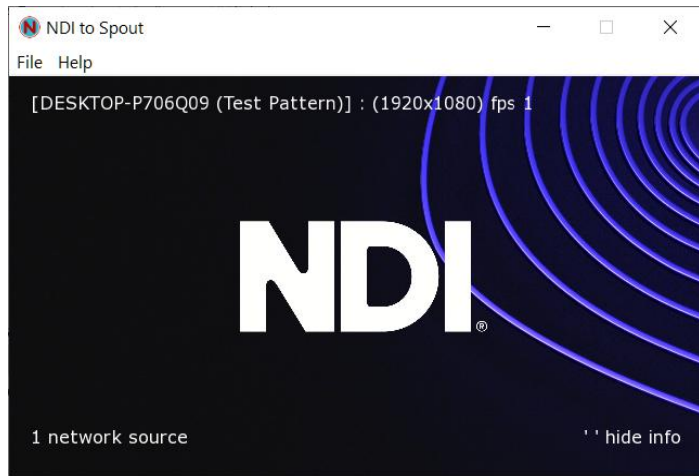 NDI to Spout
File Help
[DESKTOP-P706Q09 (Test Pattern)] : (1920x1080) fps 1
NDI®
1 network source
' ' hide info